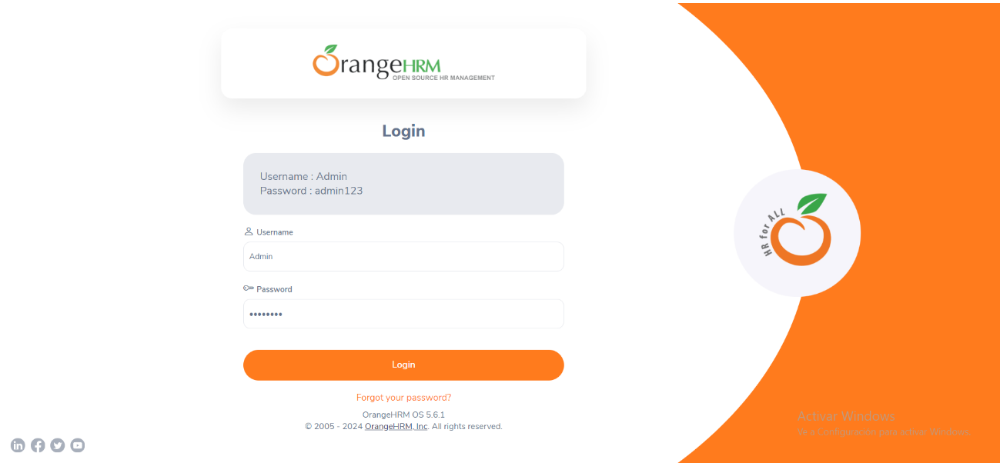 OrangeHRM
OPEN SOURCE HR MANAGEMENT
Login
Username : Admin
Password : admin123
Username
Admin
Password
••••••••
Login
Forgot your password?
OrangeHRM OS 5.6.1
© 2005 - 2024 OrangeHRM, Inc. All rights reserved.
HR for ALL
Activar Windows
Ve a Configuración para activar Windows.